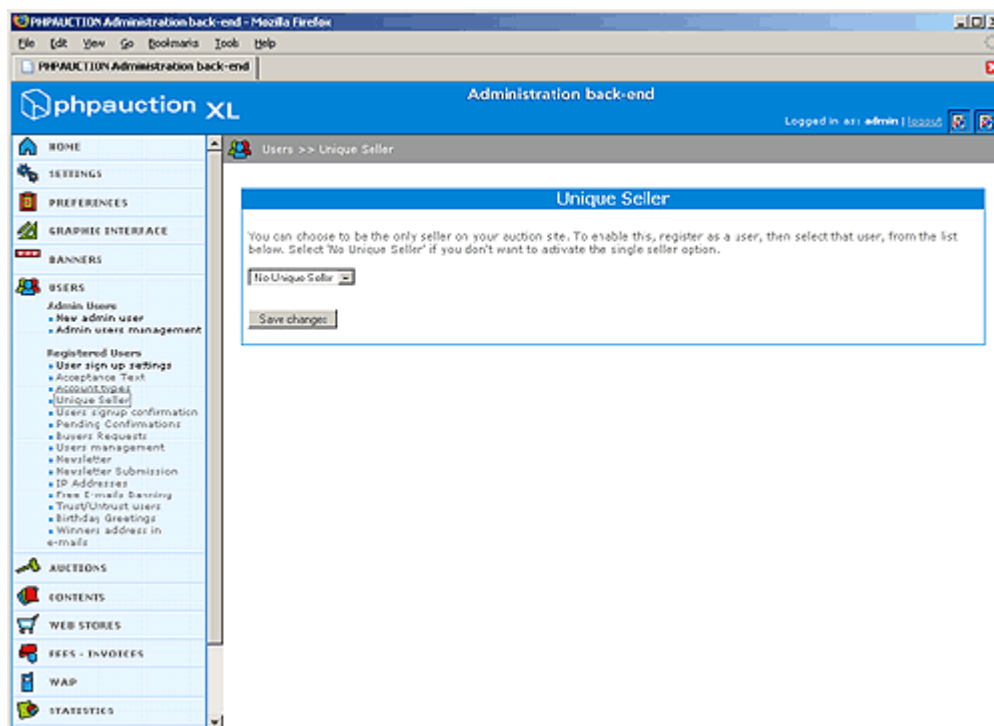 PHPAUCTION Administration back-end - Mozilla Firefox
File Edit View Go Bookmarks Tools Help
PHPAUCTION Administration back-end
phpauction XL
Administration back-end
Logged in as: admin | logout
HOME
SETTINGS
PREFERENCES
GRAPHIC INTERFACE
BANNERS
USERS
Admin Users
New admin user
Admin users management
Registered Users
User sign up settings
Acceptance Text
Account types
Unique Seller
Users signup confirmation
Pending Confirmations
Buyers Requests
Users management
Newsletter
Newsletter Submission
IP Addresses
Free E-mails Banning
Trust/Untrust users
Birthday Greetings
Winners address in
e-mails
AUCTIONS
CONTENTS
WEB STORES
FEES - INVOICES
WAP
STATISTICS
Users >> Unique Seller
Unique Seller
You can choose to be the only seller on your auction site. To enable this, register as a user, then select that user, from the list
below. Select 'No Unique Seller' if you don't want to activate the single seller option.
No Unique Seller
Save changes